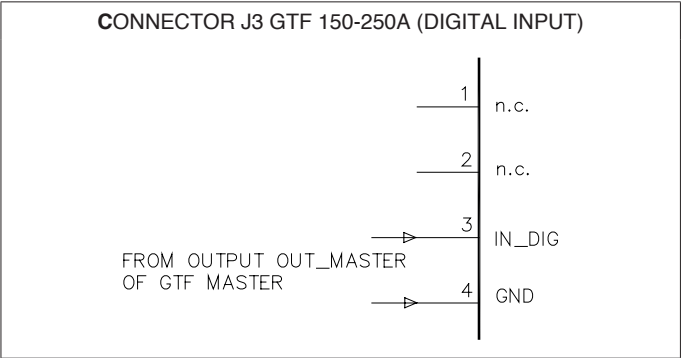 CONNECTOR J3 GTF 150-250A (DIGITAL INPUT)
1 n.c.
2 n.c.
3 IN_DIG
FROM OUTPUT OUT_MASTER
OF GTF MASTER
4 GND